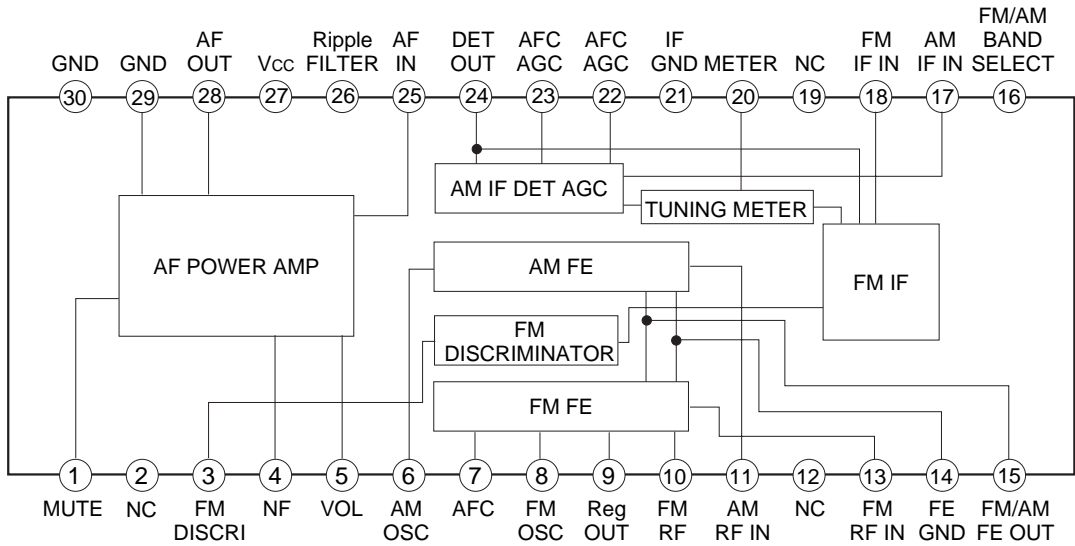 FM/AM
AF Ripple AF DET AFC AFC IF FM AM BAND
GND GND OUT Vcc FILTER IN OUT AGC AGC GND METER NC IF IN IF IN SELECT
30 29 28 27 26 25 24 23 22 21 20 19 18 17 16
AM IF DET AGC
TUNING METER
AF POWER AMP
AM FE
FM IF
FM
DISCRIMINATOR
FM FE
1 2 3 4 5 6 7 8 9 10 11 12 13 14 15
MUTE NC FM NF VOL AM AFC FM Reg FM AM NC FM FE FM/AM
DISCRI OSC OSC OUT RF RF IN RF IN GND FE OUT